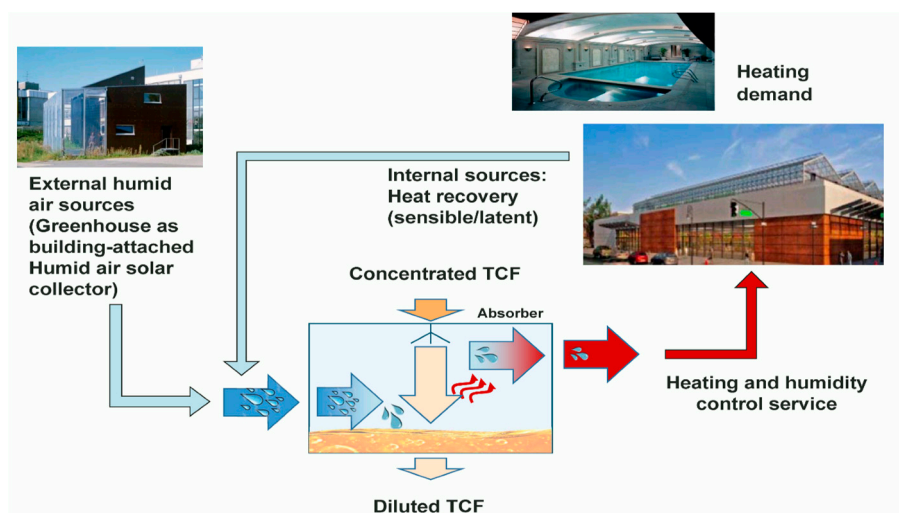 Heating
demand
External humid
air sources
(Greenhouse as
building-attached
Humid air solar
collector)
Internal sources:
Heat recovery
(sensible/latent)
Concentrated TCF
Absorber
Heating and humidity
control service
Diluted TCF